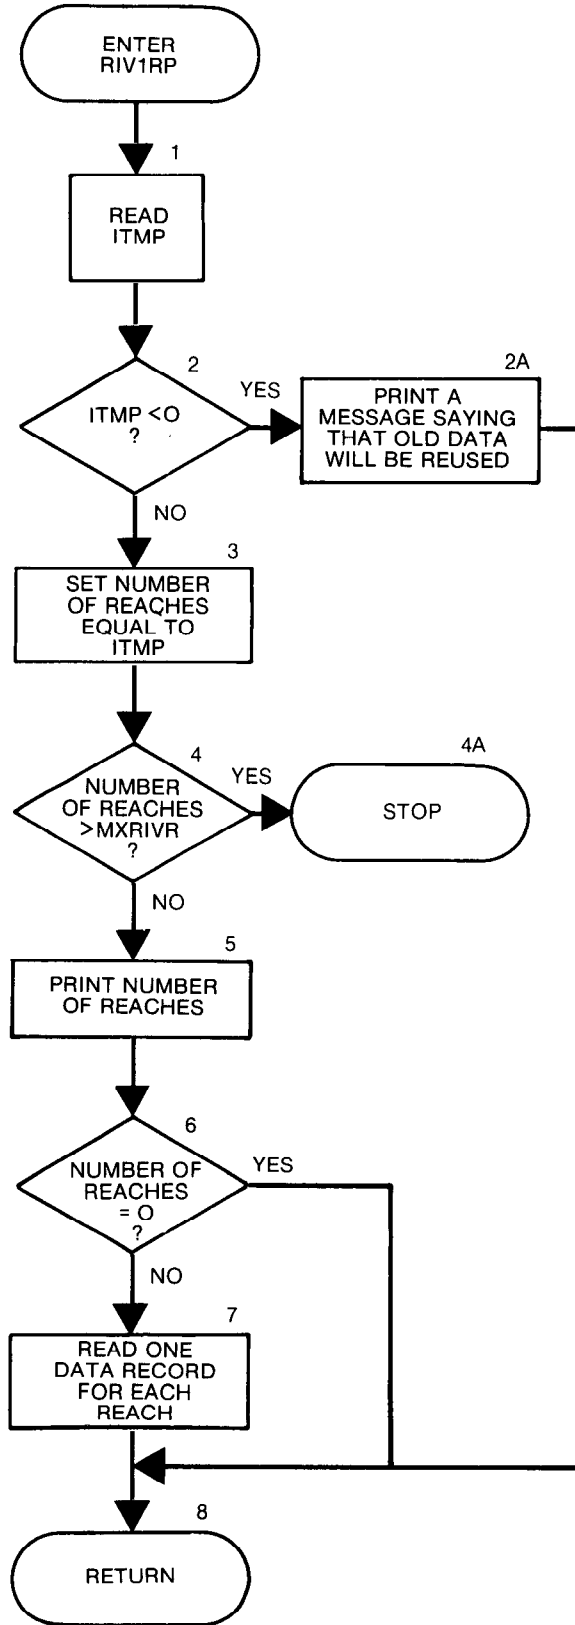 ENTER
RIV1RP
1
READ
ITMP
2
ITMP <0
?
YES
2A
PRINT A
MESSAGE SAYING
THAT OLD DATA
WILL BE REUSED
NO
3
SET NUMBER
OF REACHES
EQUAL TO
ITMP
4
NUMBER
OF REACHES
>MXRIVR
?
YES
4A
STOP
NO
5
PRINT NUMBER
OF REACHES
6
NUMBER OF
REACHES
= 0
?
YES
NO
7
READ ONE
DATA RECORD
FOR EACH
REACH
8
RETURN